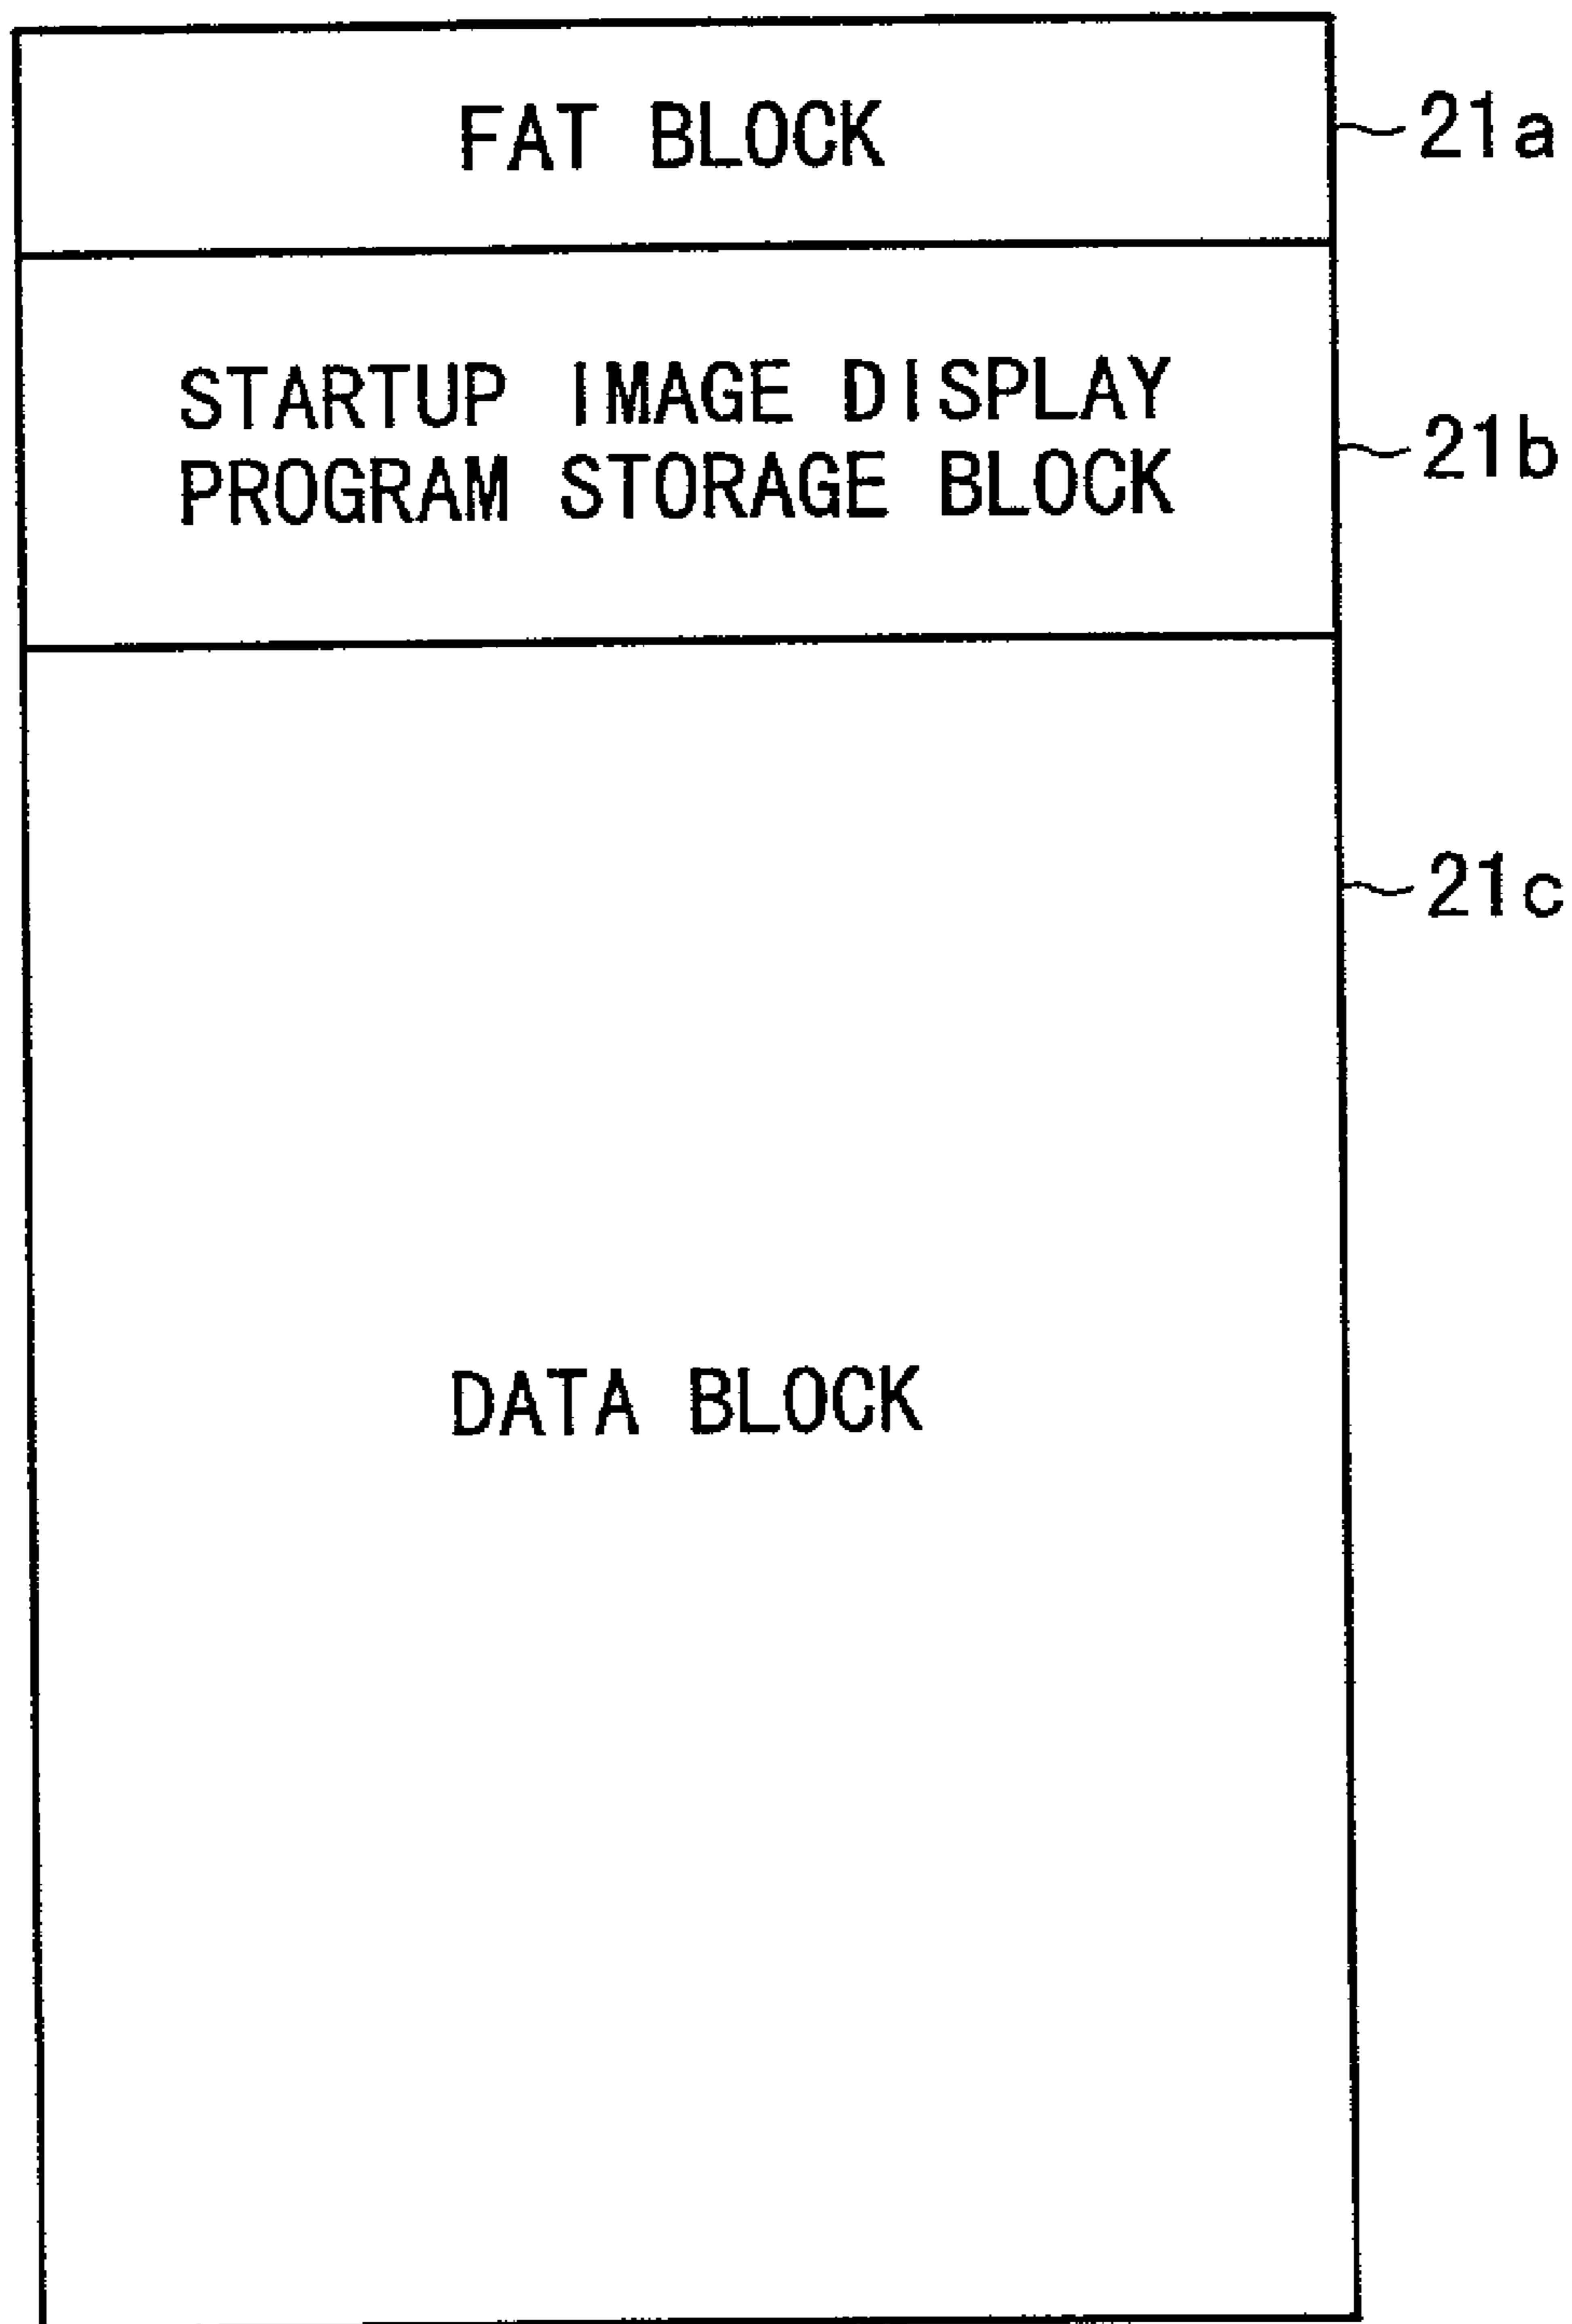 FAT BLOCK
21a
STARTUP IMAGE DISPLAY
PROGRAM STORAGE BLOCK
21b
21c
DATA BLOCK